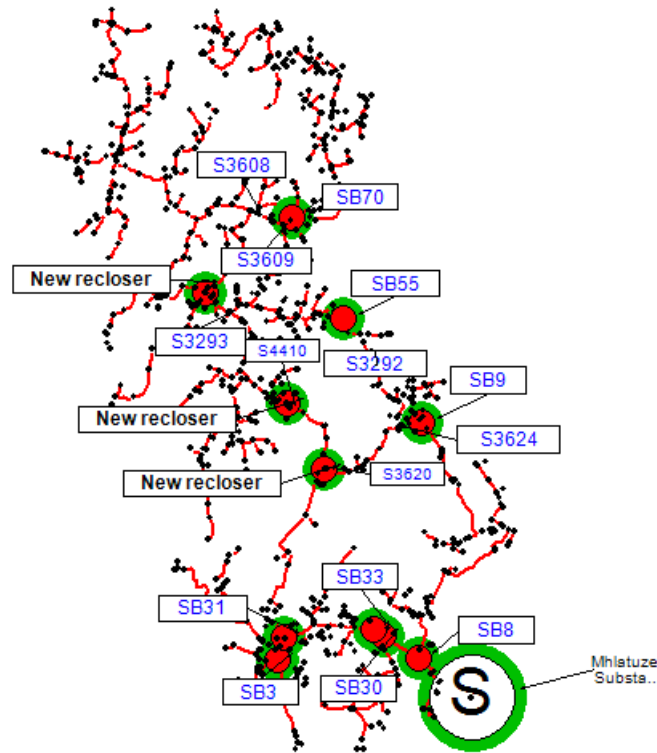 S3608
SB70
S3609
New recloser
SB55
S3293
S4410
S3292
SB9
New recloser
S3624
New recloser
S3620
SB33
SB31
SB8
SB3
SB30
S
Mhlatuze
Substa...